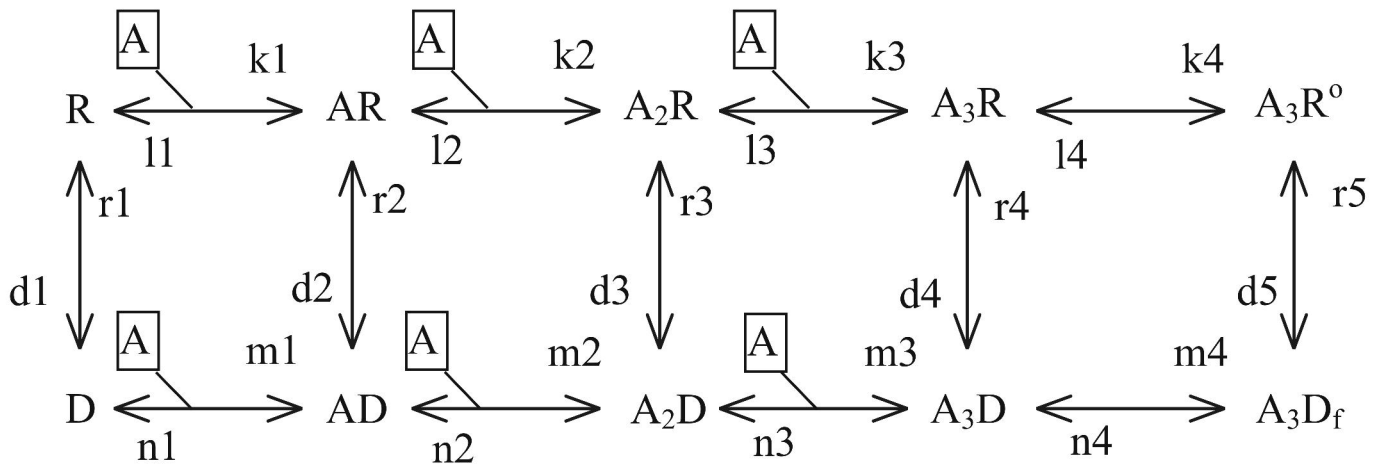 A k1 A k2 A k3 k4
R AR A₂R A₃R A₃Rº
l1 l2 l3 l4
r1 r2 r3 r4 r5
d1 d2 d3 d4 d5
A m1 A m2 A m3 m4
D AD A₂D A₃D A₃D_f
n1 n2 n3 n4